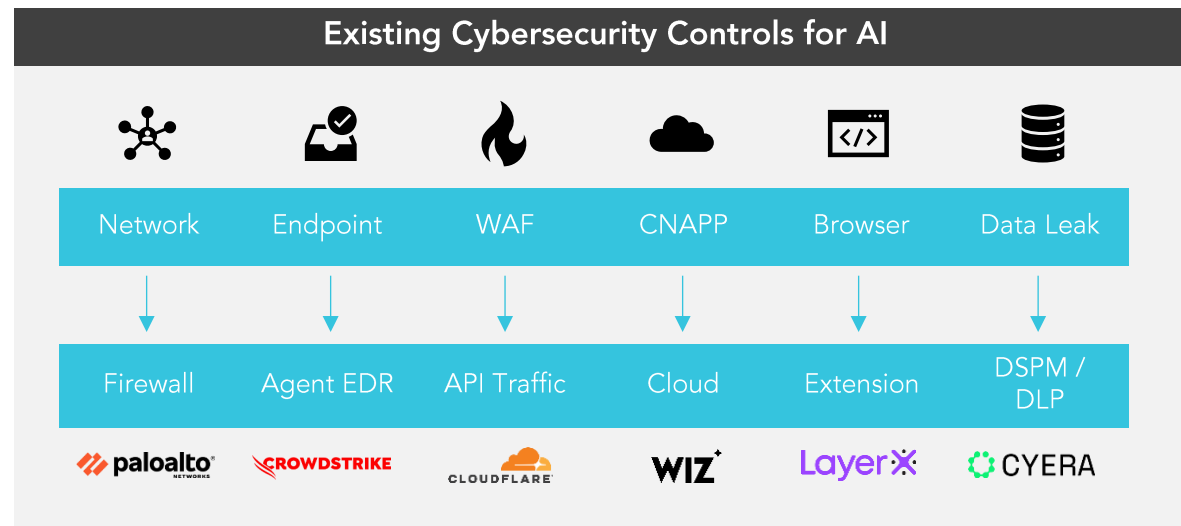 Existing Cybersecurity Controls for AI
</>
Network Endpoint WAF CNAPP Browser Data Leak
Firewall Agent EDR API Traffic Cloud Extension DSPM /
DLP
paloalto®
NETWORKS
CROWDSTRIKE
CLOUDFLARE
WIZ
LayerX
CYERA